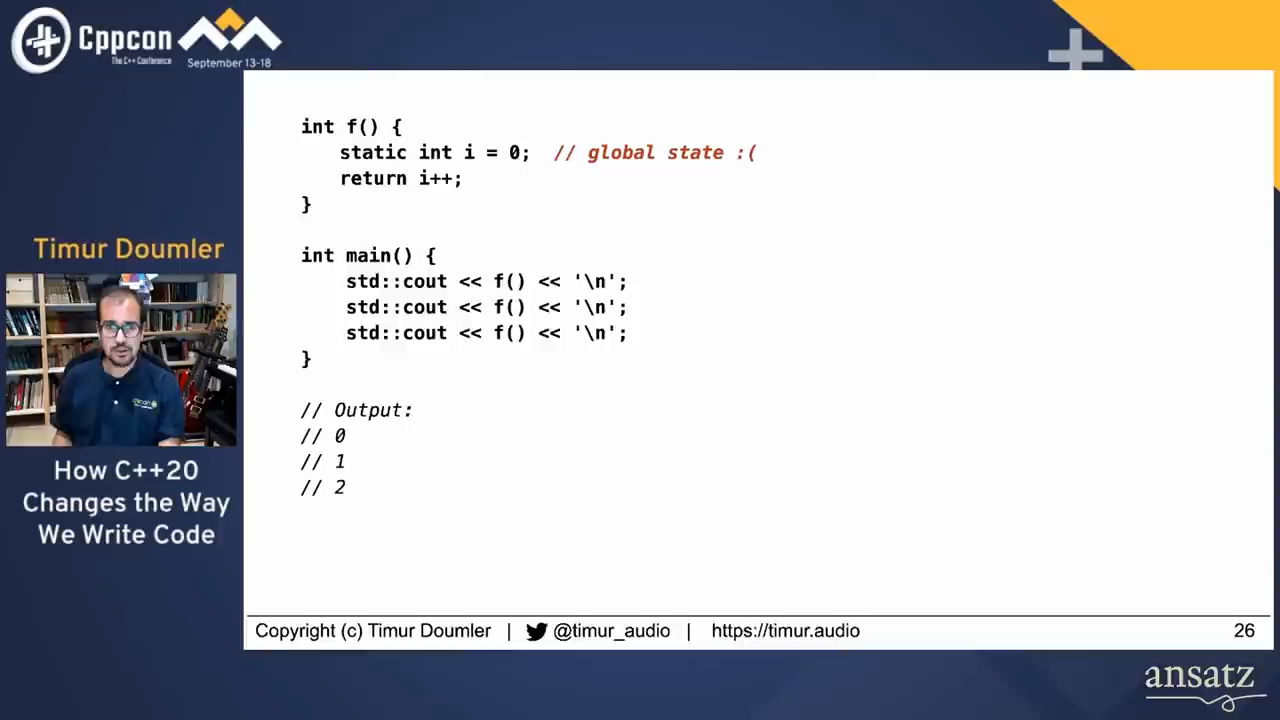 Cppcon
The C++ Conference
September 13-18
int f() {
static int i = 0; // global state :(
return i++;
}
int main() {
std::cout << f() << '\n';
std::cout << f() << '\n';
std::cout << f() << '\n';
}
// Output:
// 0
// 1
// 2
Timur Doumler
How C++20
Changes the Way
We Write Code
Copyright (c) Timur Doumler | @timur_audio | https://timur.audio 26
ansatz